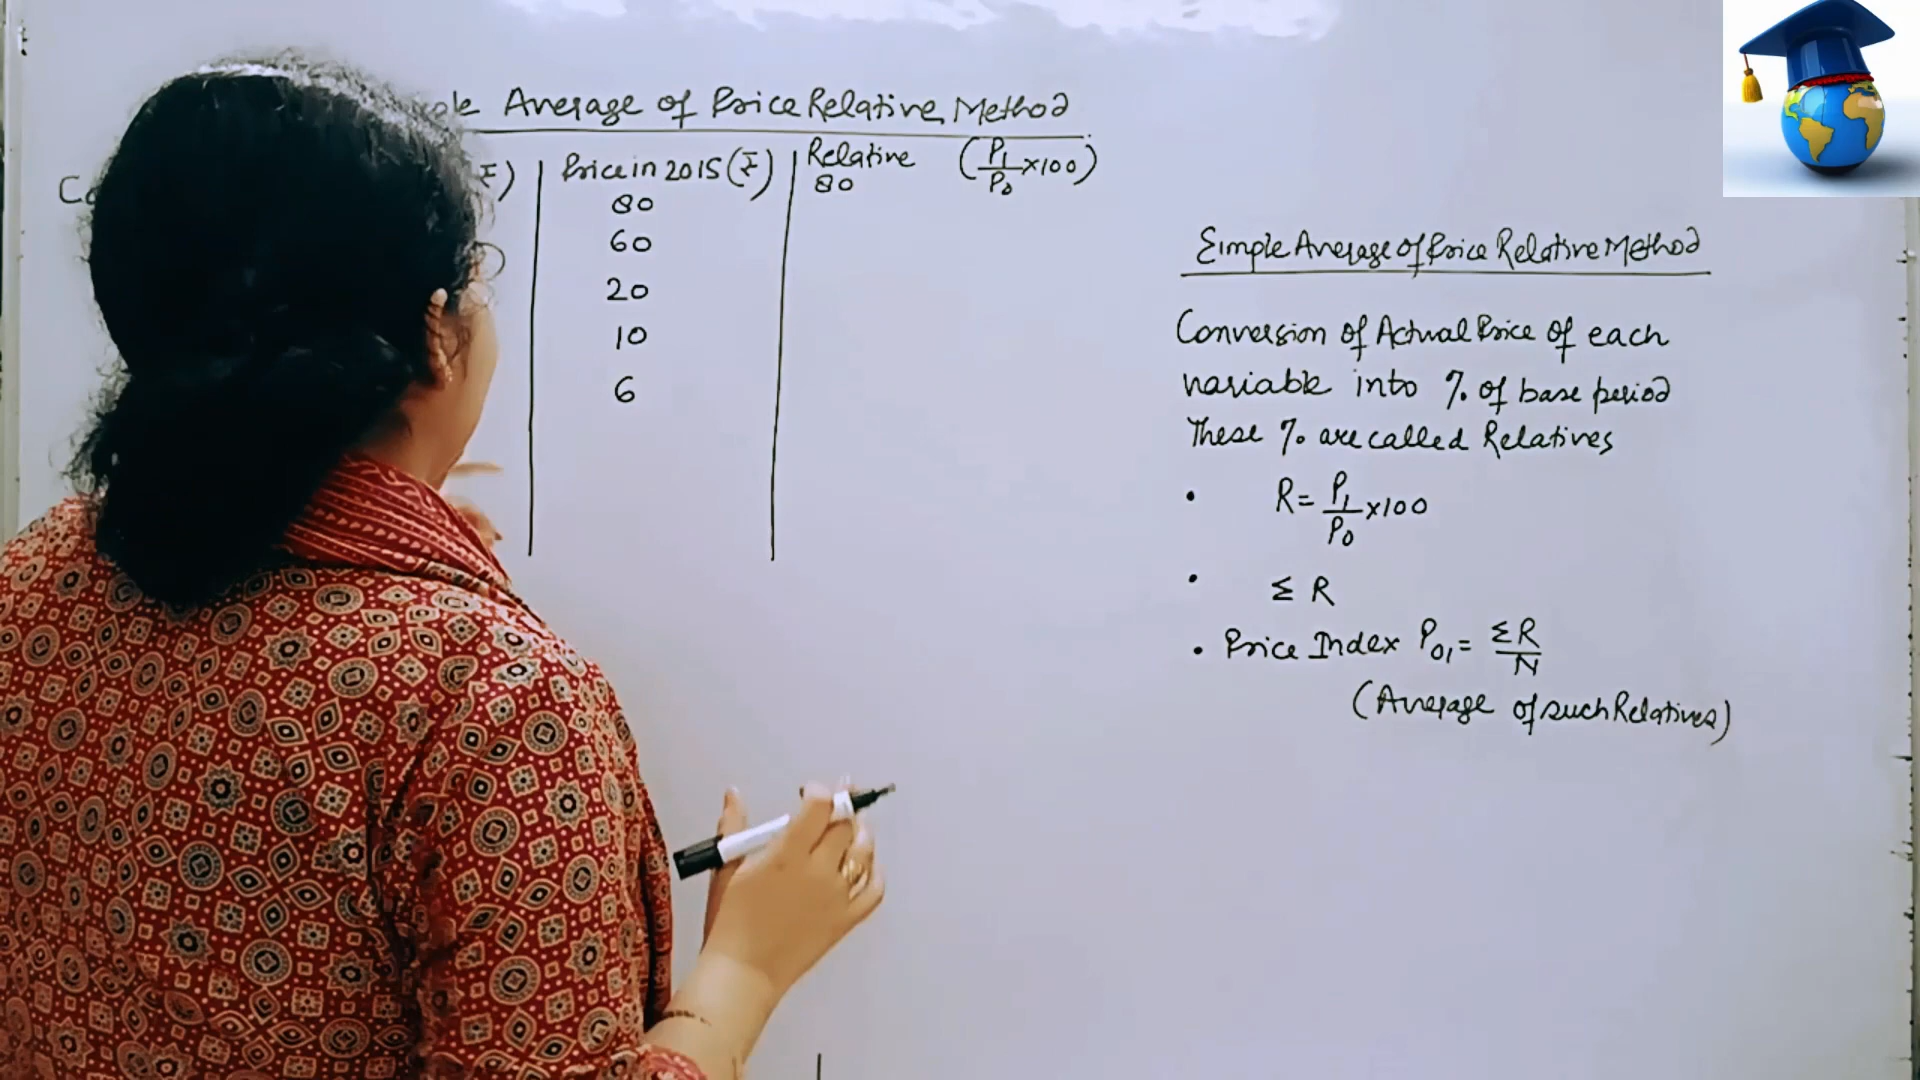 Average of Price Relative Method
Price in 2015 (₹) Relative (P₁/P₀ ×100)
80 80
60
20
10
6
Simple Average of Price Relative Method
Conversion of Actual Price of each
variable into % of base period
These % are called Relatives
• R = P₁/P₀ ×100
• Σ R
• Price Index P₀₁ = ΣR/N
(Average of such Relatives)